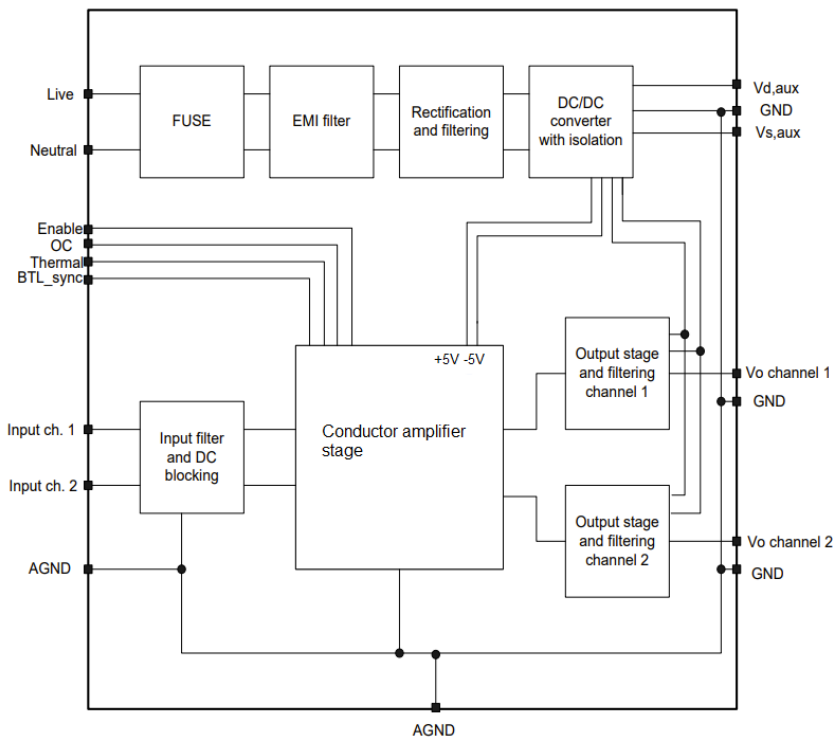 Live
FUSE
EMI filter
Rectification
and filtering
DC/DC
converter
with isolation
Vd,aux
GND
Vs,aux
Neutral
Enable
OC
Thermal
BTL_sync
+5V -5V
Output stage
and filtering
channel 1
Vo channel 1
GND
Input ch. 1
Input ch. 2
Input filter
and DC
blocking
Conductor amplifier
stage
Output stage
and filtering
channel 2
Vo channel 2
GND
AGND
AGND